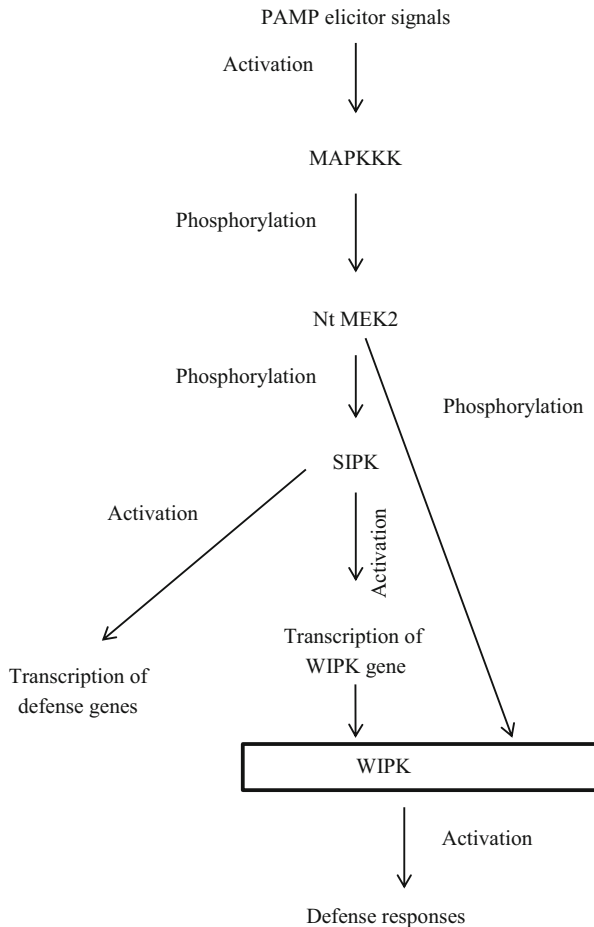 PAMP elicitor signals
Activation
MAPKKK
Phosphorylation
Nt MEK2
Phosphorylation
Phosphorylation
SIPK
Activation
Activation
Transcription of
WIPK gene
Transcription of
defense genes
WIPK
Activation
Defense responses